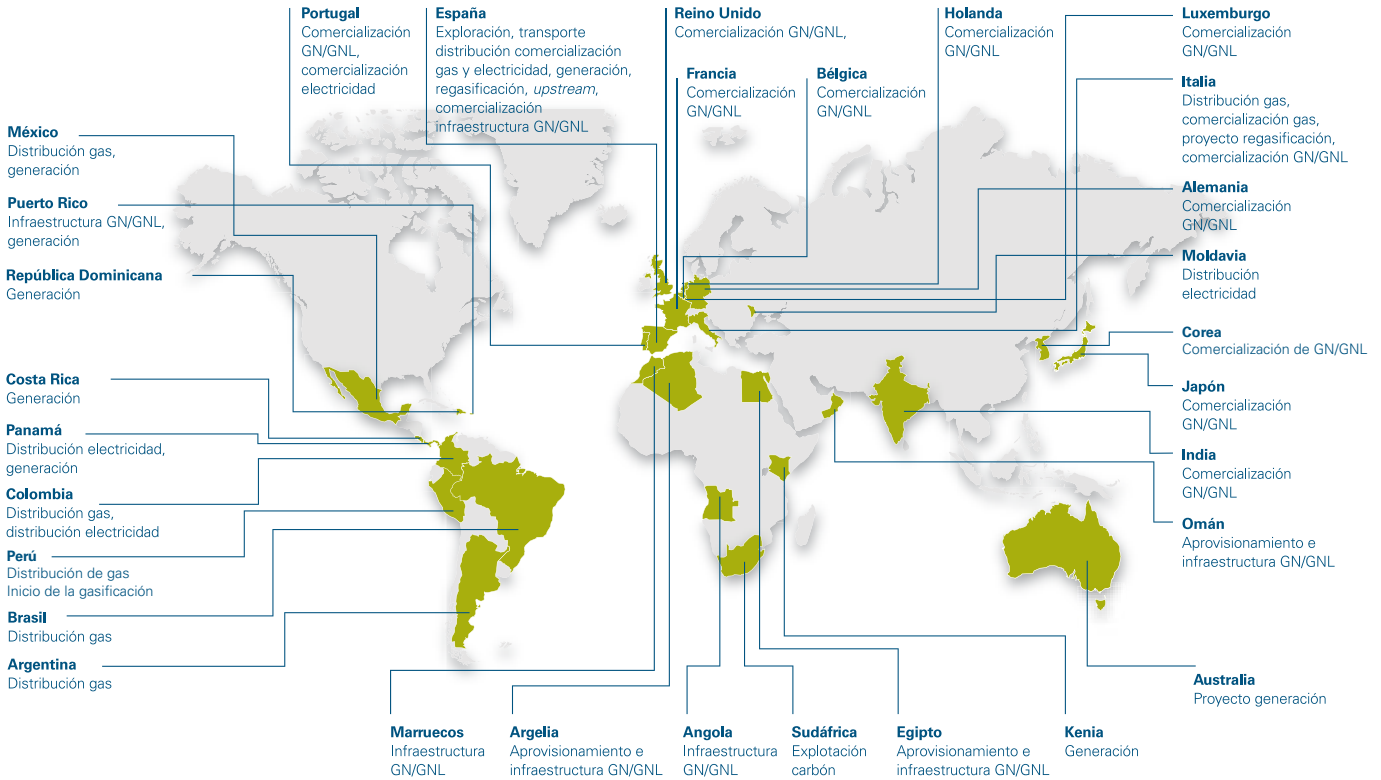 Portugal
Comercialización
GN/GNL,
comercialización
electricidad
España
Exploración, transporte
distribución comercialización
gas y electricidad, generación,
regasificación, upstream,
comercialización
infraestructura GN/GNL
Reino Unido
Comercialización GN/GNL,
Francia
Comercialización
GN/GNL
Bélgica
Comercialización
GN/GNL
Holanda
Comercialización
GN/GNL
Luxemburgo
Comercialización
GN/GNL
Italia
Distribución gas,
comercialización gas,
proyecto regasificación,
comercialización GN/GNL
Alemania
Comercialización
GN/GNL
Moldavia
Distribución
electricidad
Corea
Comercialización de GN/GNL
Japón
Comercialización
GN/GNL
India
Comercialización
GN/GNL
Omán
Aprovisionamiento e
infraestructura GN/GNL
Australia
Proyecto generación
México
Distribución gas,
generación
Puerto Rico
Infraestructura GN/GNL,
generación
República Dominicana
Generación
Costa Rica
Generación
Panamá
Distribución electricidad,
generación
Colombia
Distribución gas,
distribución electricidad
Perú
Distribución de gas
Inicio de la gasificación
Brasil
Distribución gas
Argentina
Distribución gas
Marruecos
Infraestructura
GN/GNL
Argelia
Aprovisionamiento e
infraestructura GN/GNL
Angola
Infraestructura
GN/GNL
Sudáfrica
Explotación
carbón
Egipto
Aprovisionamiento e
infraestructura GN/GNL
Kenia
Generación